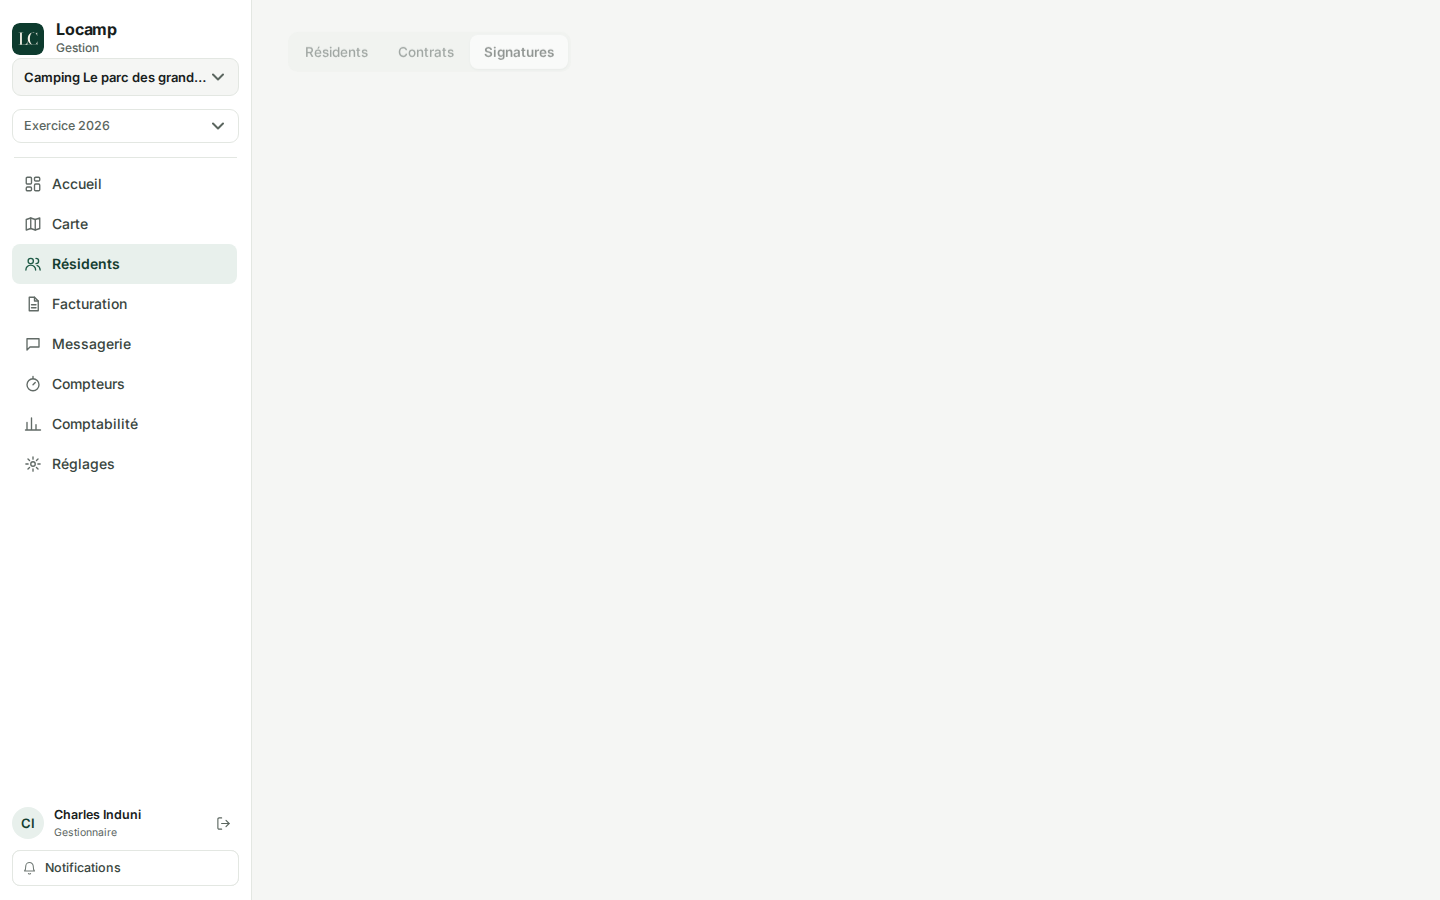 LC
Locamp
Gestion
Camping Le parc des grand...
Exercice 2026
Accueil
Carte
Résidents
Facturation
Messagerie
Compteurs
Comptabilité
Réglages
CI
Charles Induni
Gestionnaire
Notifications
Résidents Contrats Signatures